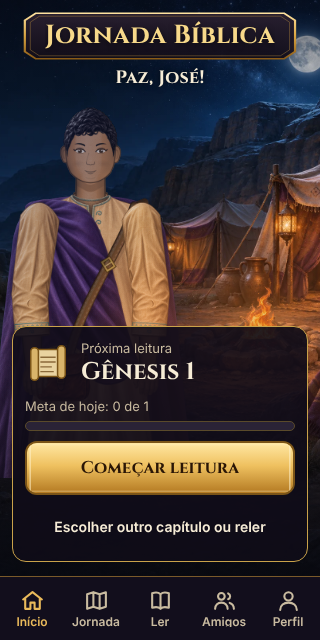 Jornada Bíblica
Paz, José!
Próxima leitura
Gênesis 1
Meta de hoje: 0 de 1
Começar leitura
Escolher outro capítulo ou reler
Início
Jornada
Ler
Amigos
Perfil